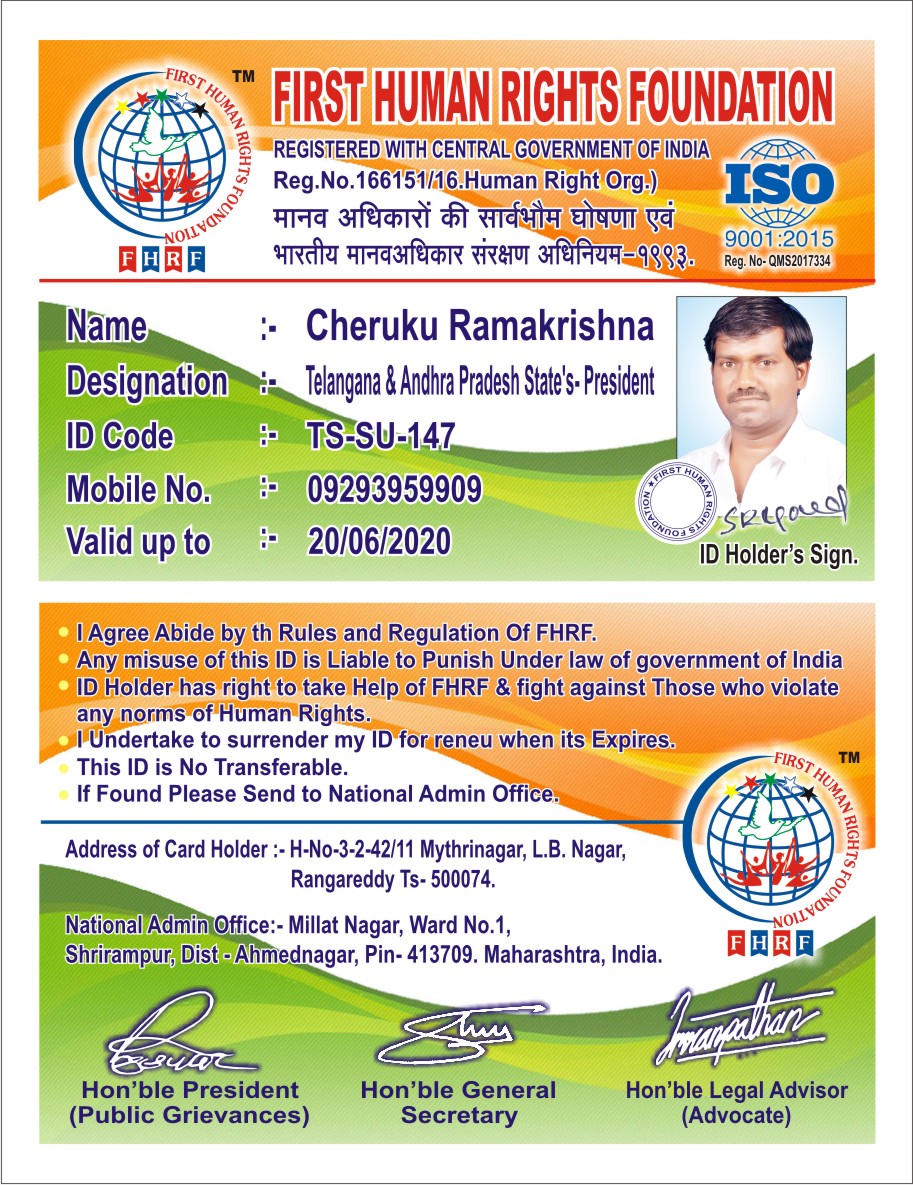 FIRST HUMAN RIGHTS FOUNDATION
FHRF
TM
FIRST HUMAN RIGHTS FOUNDATION
REGISTERED WITH CENTRAL GOVERNMENT OF INDIA
Reg.No.166151/16.Human Right Org.)
मानव अधिकारों की सार्वभौम घोषणा एवं
भारतीय मानवअधिकार संरक्षण अधिनियम–१९९३.
ISO
9001:2015
Reg. No- QMS2017334
Name :- Cheruku Ramakrishna
Designation :- Telangana & Andhra Pradesh State's- President
ID Code :- TS-SU-147
Mobile No. :- 09293959909
Valid up to :- 20/06/2020
FIRST HUMAN RIGHTS FOUNDATION
ID Holder's Sign.
I Agree Abide by th Rules and Regulation Of FHRF.
Any misuse of this ID is Liable to Punish Under law of government of India
ID Holder has right to take Help of FHRF & fight against Those who violate
any norms of Human Rights.
I Undertake to surrender my ID for reneu when its Expires.
This ID is No Transferable.
If Found Please Send to National Admin Office.
TM
FIRST HUMAN RIGHTS FOUNDATION
FHRF
Address of Card Holder :- H-No-3-2-42/11 Mythrinagar, L.B. Nagar,
Rangareddy Ts- 500074.
National Admin Office:- Millat Nagar, Ward No.1,
Shrirampur, Dist - Ahmednagar, Pin- 413709. Maharashtra, India.
Imranpathan
Hon'ble President
(Public Grievances)
Hon'ble General
Secretary
Hon'ble Legal Advisor
(Advocate)